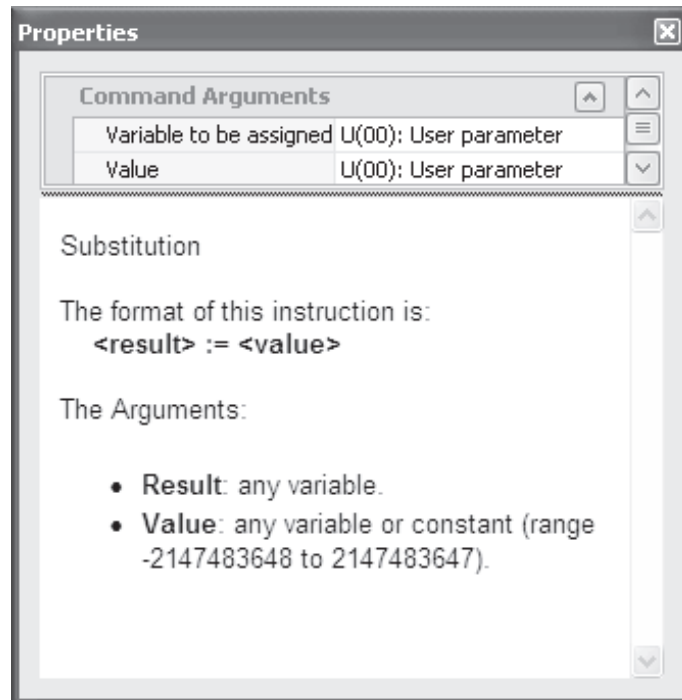 Properties
Command Arguments
Variable to be assigned U(00): User parameter
Value U(00): User parameter
Substitution
The format of this instruction is:
<result> := <value>
The Arguments:
• Result: any variable.
• Value: any variable or constant (range
-2147483648 to 2147483647).